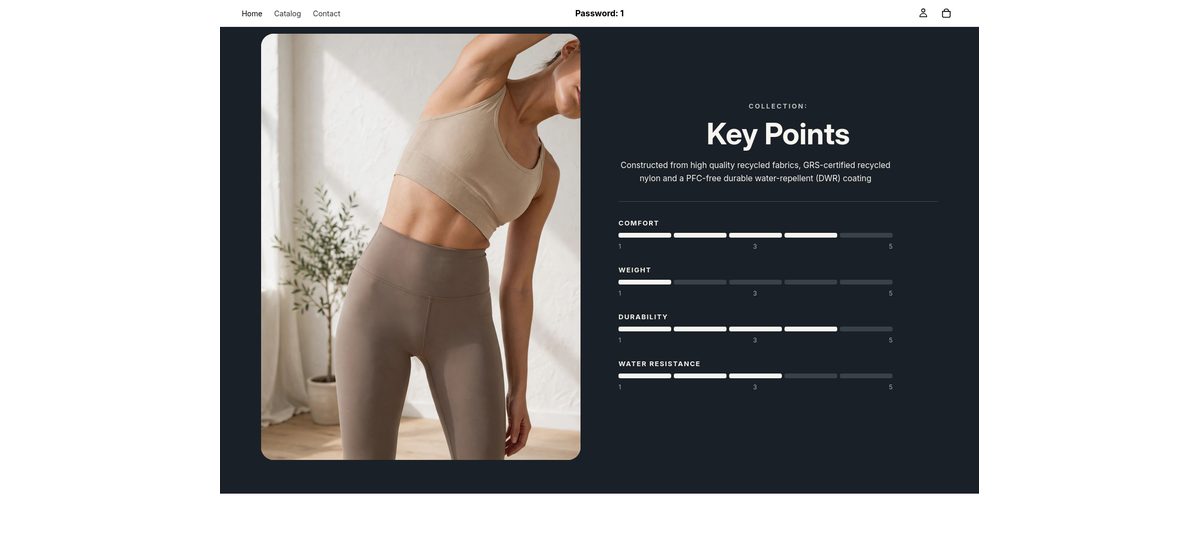 Home Catalog Contact Password: 1
COLLECTION:
Key Points
Constructed from high quality recycled fabrics, GRS-certified recycled
nylon and a PFC-free durable water-repellent (DWR) coating
COMFORT
1 3 5
WEIGHT
1 3 5
DURABILITY
1 3 5
WATER RESISTANCE
1 3 5